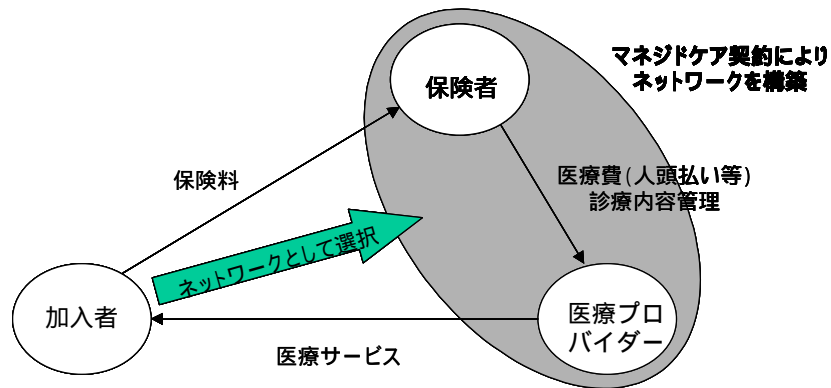 マネジドケア契約により
ネットワークを構築
保険者
保険料
医療費(人頭払い等)
診療内容管理
ネットワークとして選択
加入者
医療プロ
バイダー
医療サービス